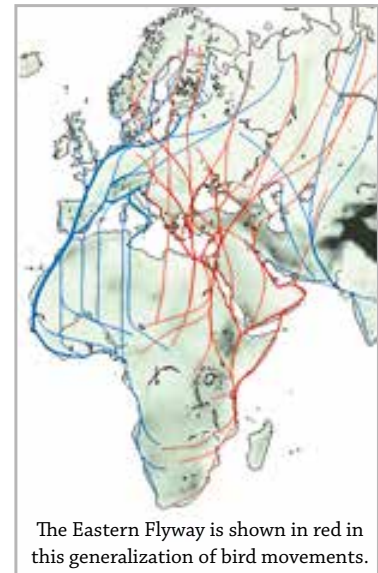 The Eastern Flyway is shown in red in
this generalization of bird movements.